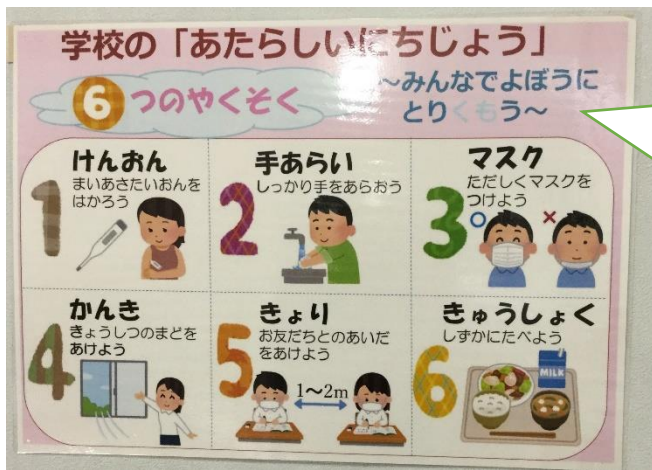 学校の「あたらしいにちじょう」
6つのやくそく
～みんなでよぼうに
とりくもう～
1
けんおん
まいあさたいおんを
はかろう
2
手あらい
しっかり手をあらおう
3
マスク
ただしくマスクを
つけよう
○ ×
4
かんき
きょうしつのまどを
あけよう
5
きょり
お友だちとのあいだ
をあけよう
1～2m
6
きゅうしょく
しずかにたべよう
MILK